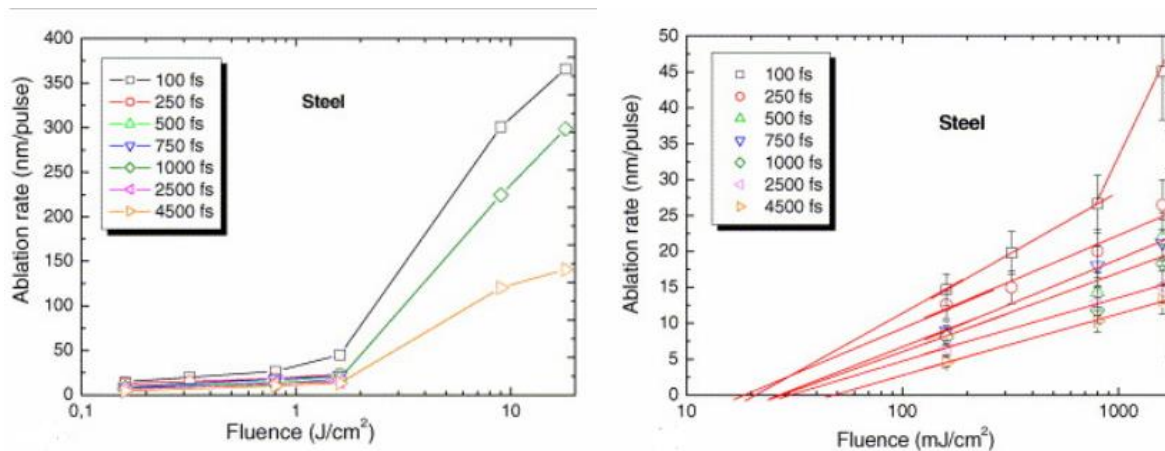 400
350
300
250
200
150
100
50
0
Ablation rate (nm/pulse)
100 fs
250 fs
500 fs
750 fs
1000 fs
2500 fs
4500 fs
Steel
0,1
1
10
Fluence (J/cm²)
50
45
40
35
30
25
20
15
10
5
0
Ablation rate (nm/pulse)
100 fs
250 fs
500 fs
750 fs
1000 fs
2500 fs
4500 fs
Steel
10
100
1000
Fluence (mJ/cm²)